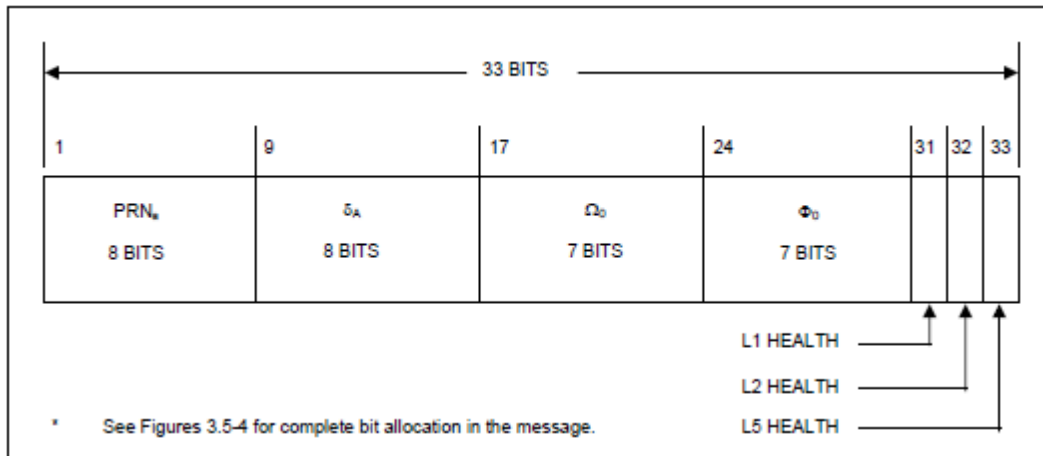 33 BITS
1 9 17 24 31 32 33
PRNₐ δA Ω₀ Φ₀
8 BITS 8 BITS 7 BITS 7 BITS
L1 HEALTH
L2 HEALTH
* See Figures 3.5-4 for complete bit allocation in the message. L5 HEALTH